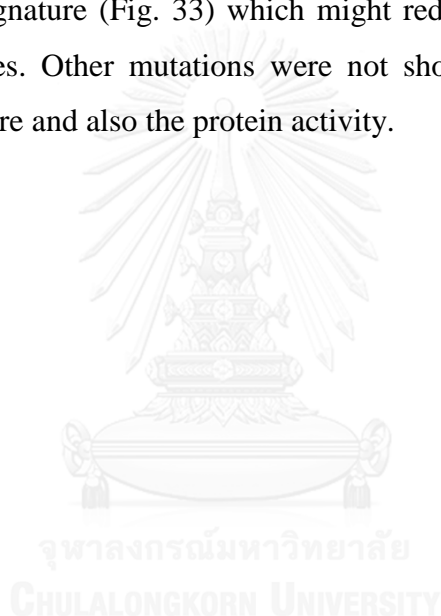 gnature (Fig. 33) which might red
es. Other mutations were not sho
re and also the protein activity.
จุฬาลงกรณ์มหาวิทยาลัย
CHULALONGKORN UNIVERSITY